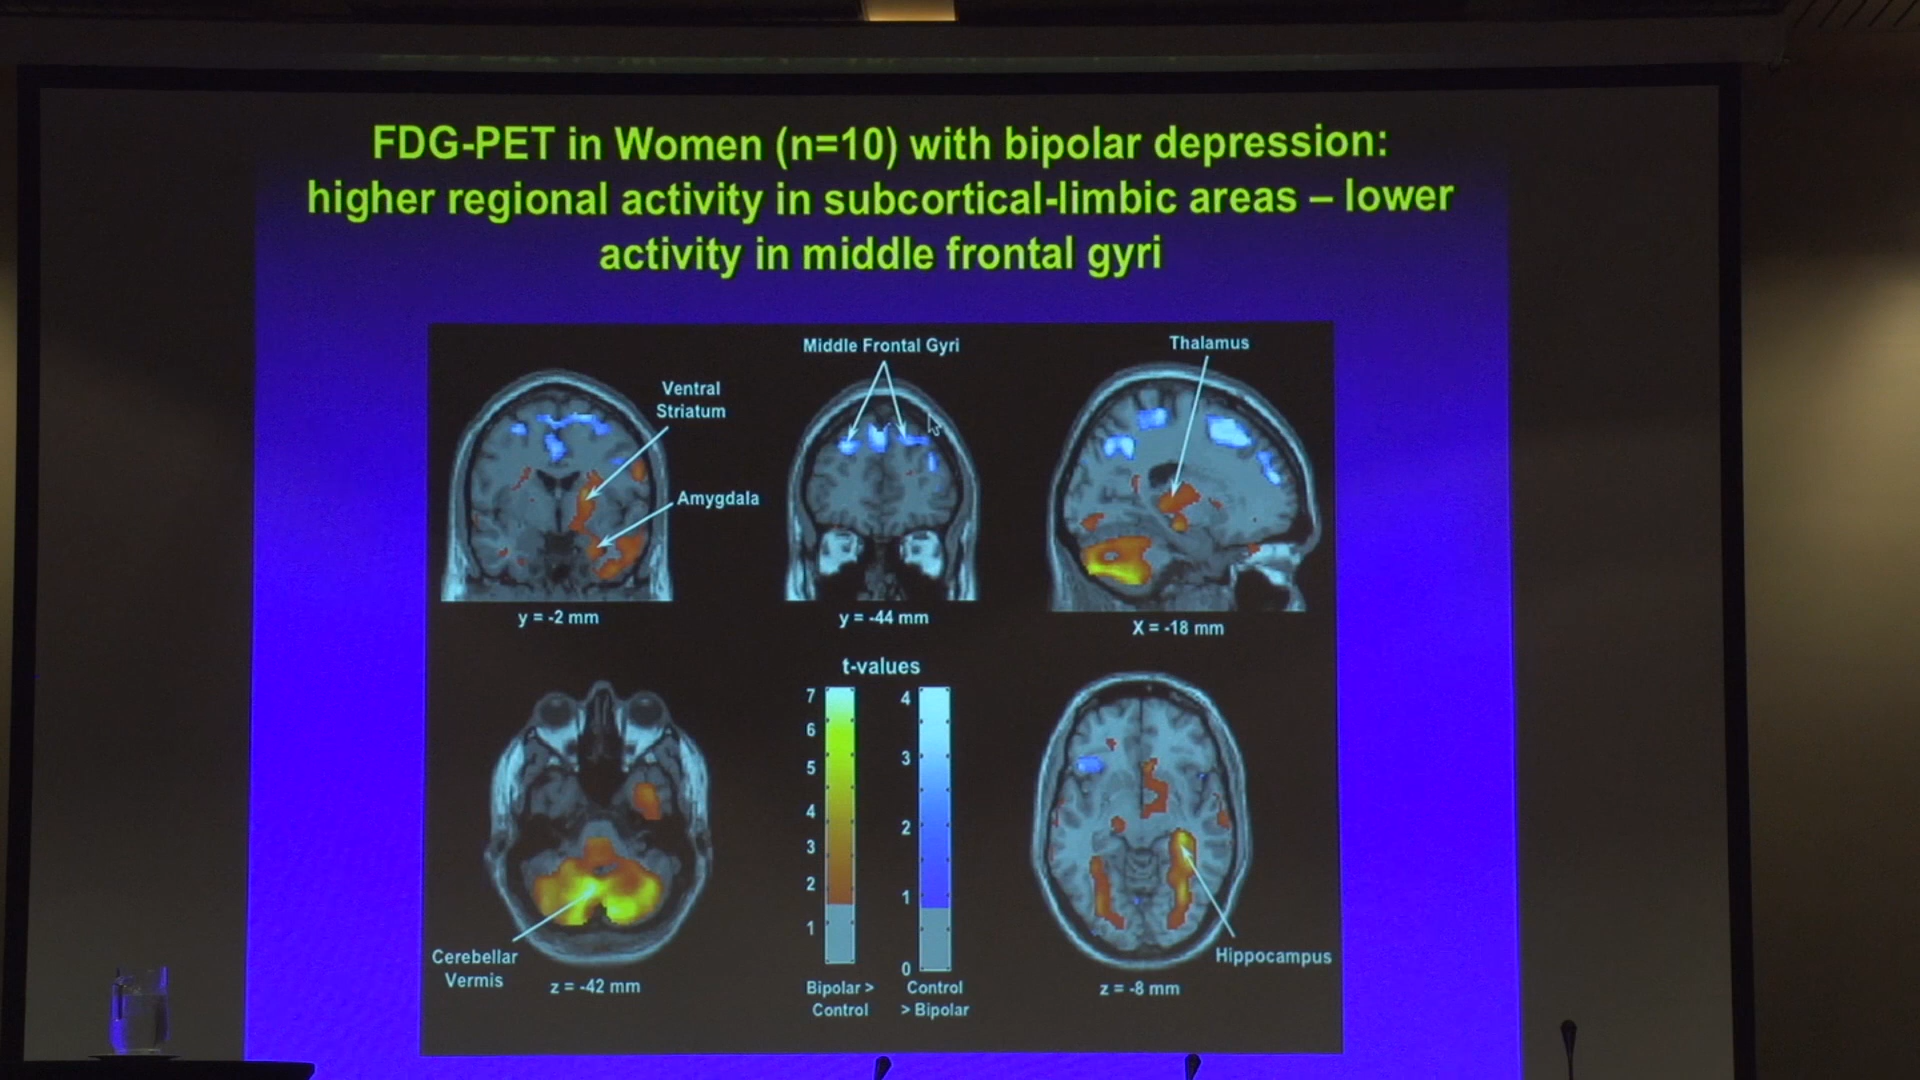 FDG-PET in Women (n=10) with bipolar depression:
higher regional activity in subcortical-limbic areas – lower
activity in middle frontal gyri
Middle Frontal Gyri
Thalamus
Ventral
Striatum
Amygdala
y = -2 mm
y = -44 mm
X = -18 mm
t-values
7
6
5
4
3
2
1
4
3
2
1
0
Bipolar >
Control
Control
> Bipolar
Cerebellar
Vermis
z = -42 mm
Hippocampus
z = -8 mm